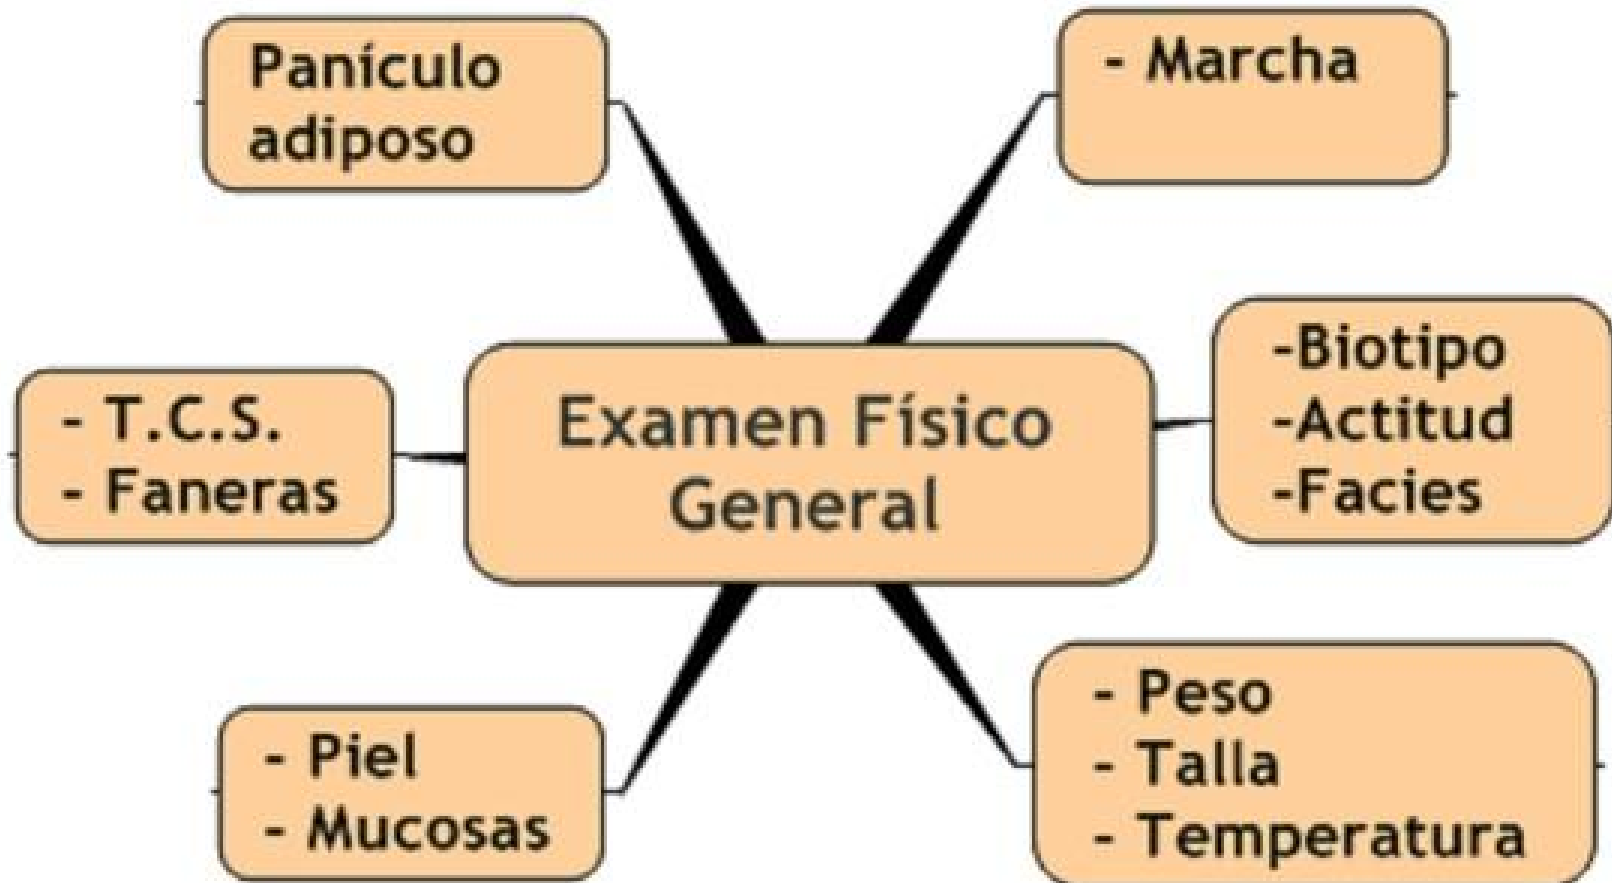 Panículo
adiposo
- Marcha
Examen Físico
General
-Biotipo
-Actitud
-Facies
- T.C.S.
- Faneras
- Piel
- Mucosas
- Peso
- Talla
- Temperatura